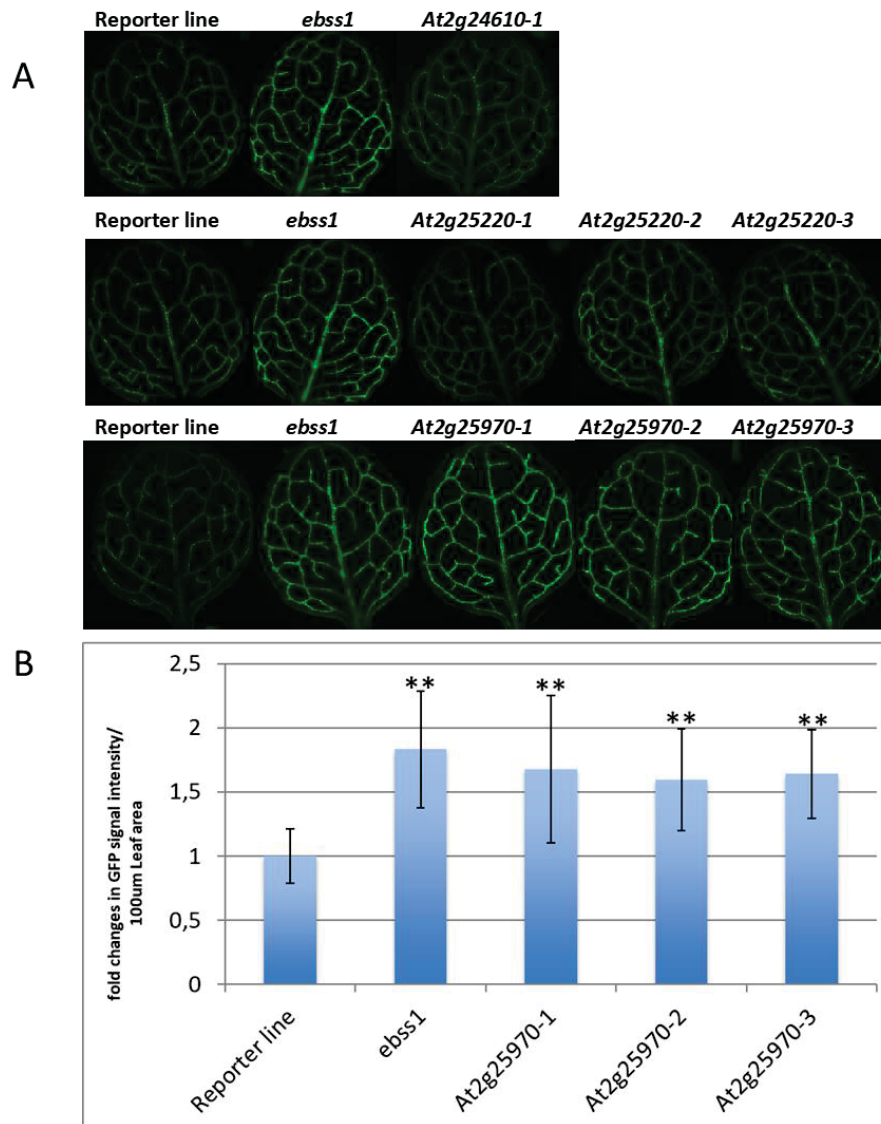 A
Reporter line ebss1 At2g24610-1
Reporter line ebss1 At2g25220-1 At2g25220-2 At2g25220-3
Reporter line ebss1 At2g25970-1 At2g25970-2 At2g25970-3
B
fold changes in GFP signal intensity/
100um Leaf area
2,5
2
1,5
1
0,5
0
** ** ** **
Reporter line
ebss1
At2g25970-1
At2g25970-2
At2g25970-3